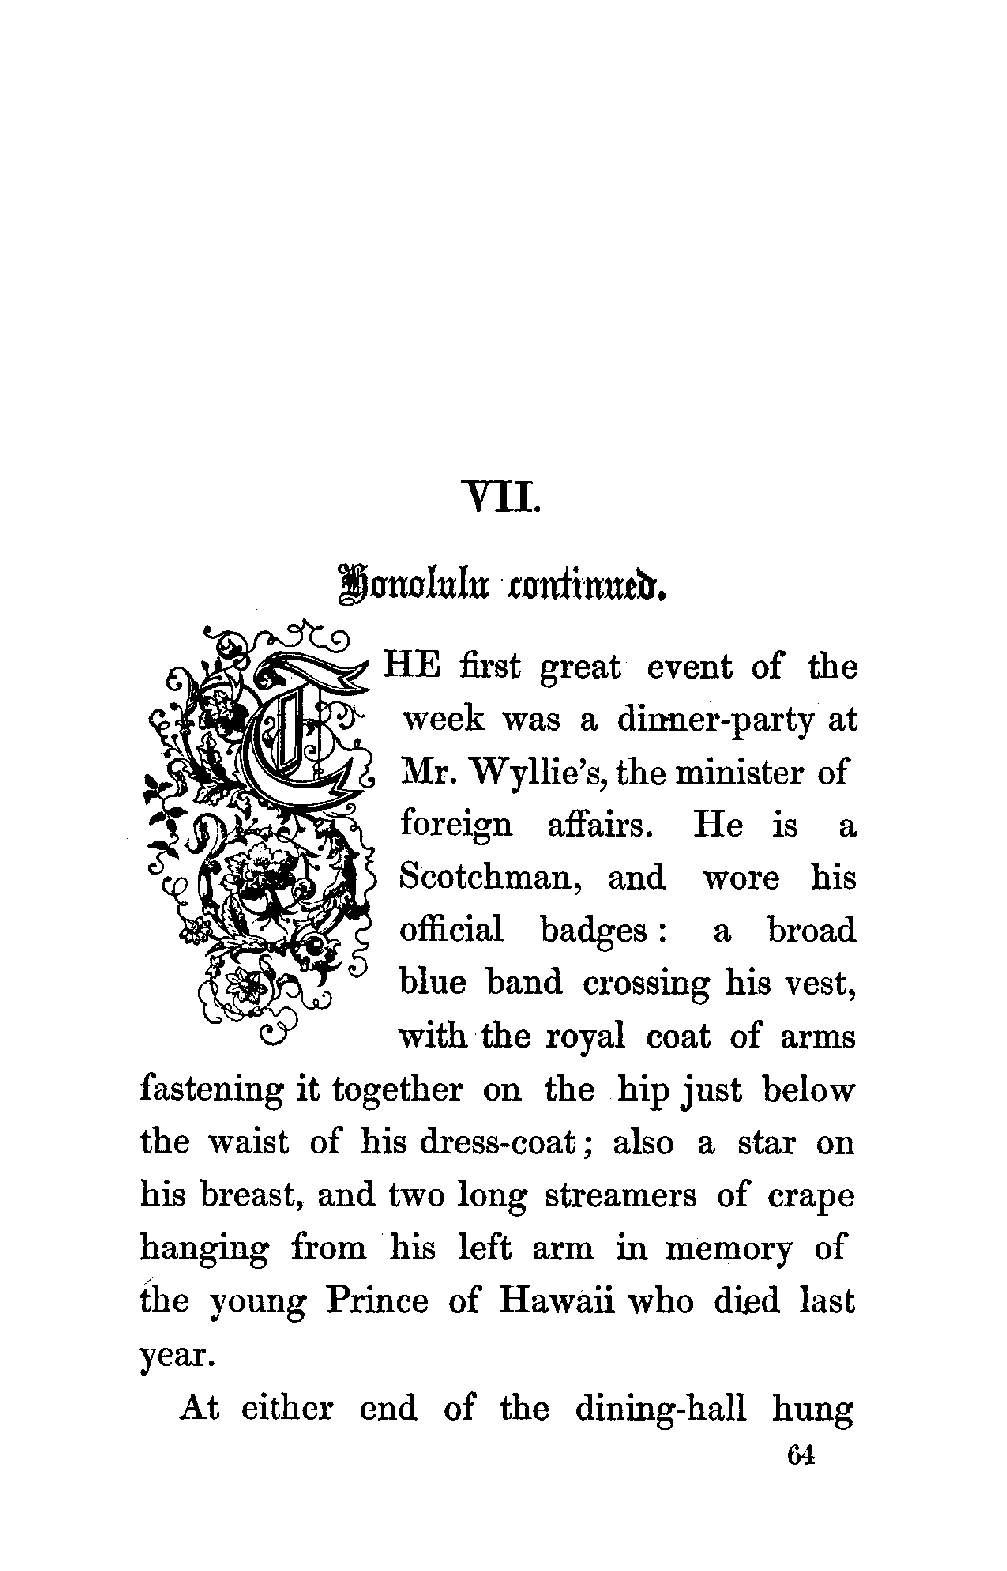 VII.
Honolulu continued.
THE first great event of the
week was a dinner-party at
Mr. Wyllie's, the minister of
foreign affairs. He is a
Scotchman, and wore his
official badges: a broad
blue band crossing his vest,
with the royal coat of arms
fastening it together on the hip just below
the waist of his dress-coat; also a star on
his breast, and two long streamers of crape
hanging from his left arm in memory of
the young Prince of Hawaii who died last
year.
At either end of the dining-hall hung
64